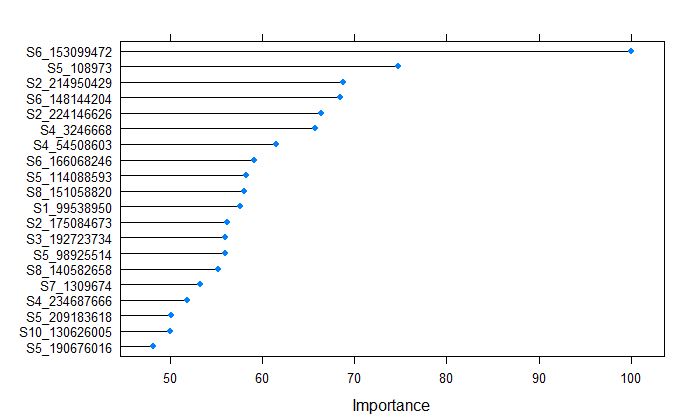 S6_153099472
S5_108973
S2_214950429
S6_148144204
S2_224146626
S4_3246668
S4_54508603
S6_166068246
S5_114088593
S8_151058820
S1_99538950
S2_175084673
S3_192723734
S5_98925514
S8_140582658
S7_1309674
S4_234687666
S5_209183618
S10_130626005
S5_190676016
50 60 70 80 90 100
Importance